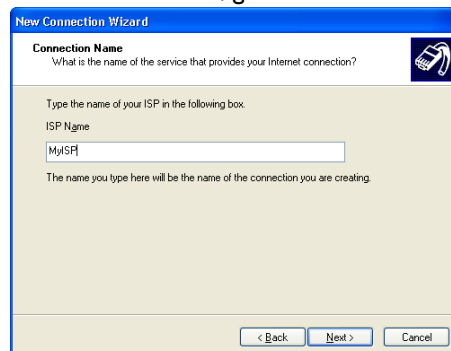 New Connection Wizard
Connection Name
What is the name of the service that provides your Internet connection?
Type the name of your ISP in the following box.
ISP Name
MyISP
The name you type here will be the name of the connection you are creating.
< Back Next > Cancel